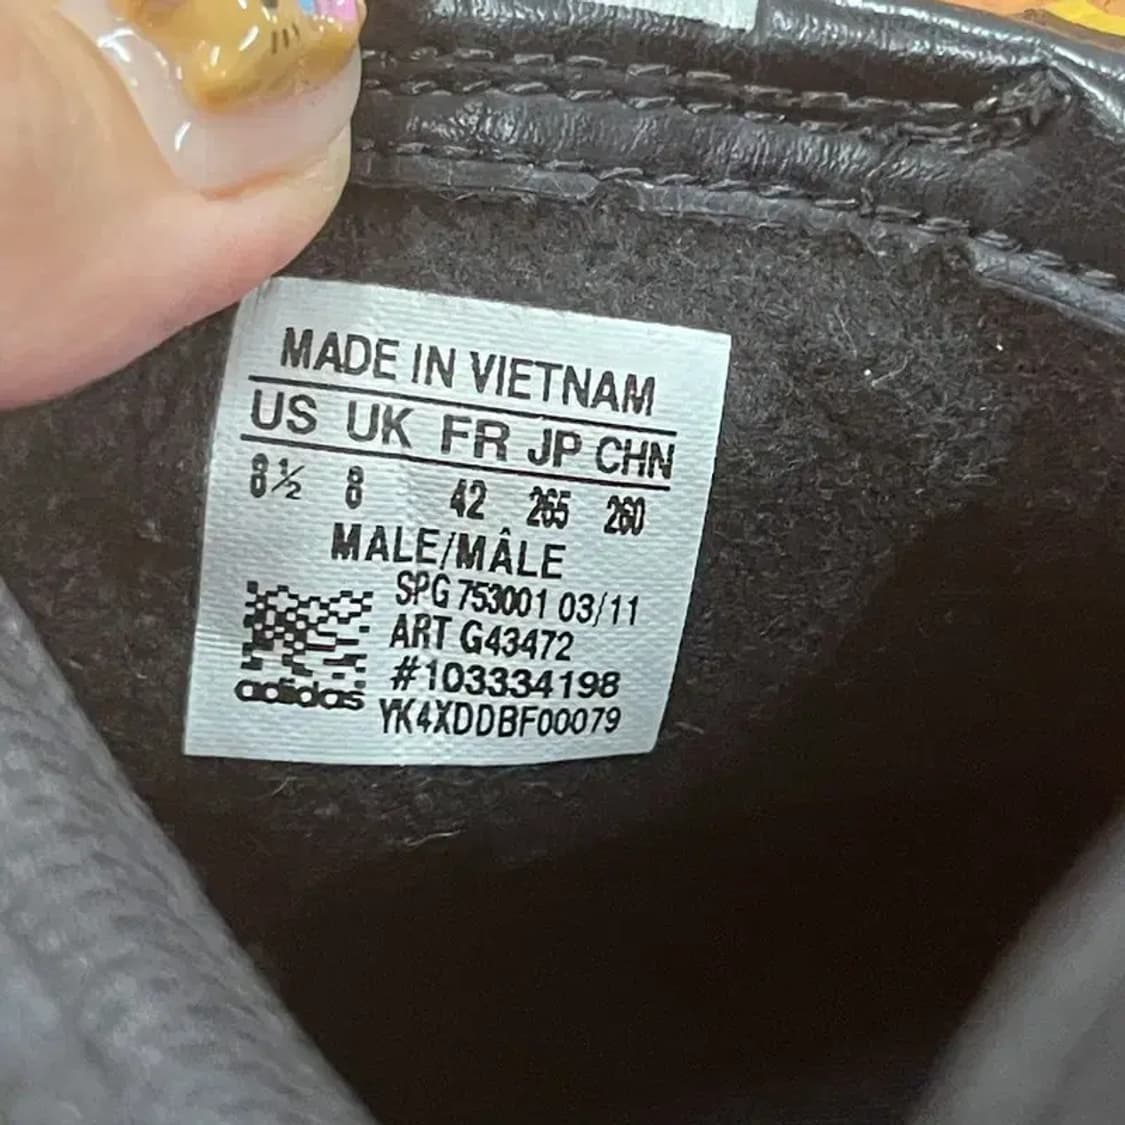 MADE IN VIETNAM
US UK FR JP CHN
8½ 8 42 265 260
MALE/MÂLE
SPG 753001 03/11
ART G43472
#103334198
adidas
YK4XDDBF00079